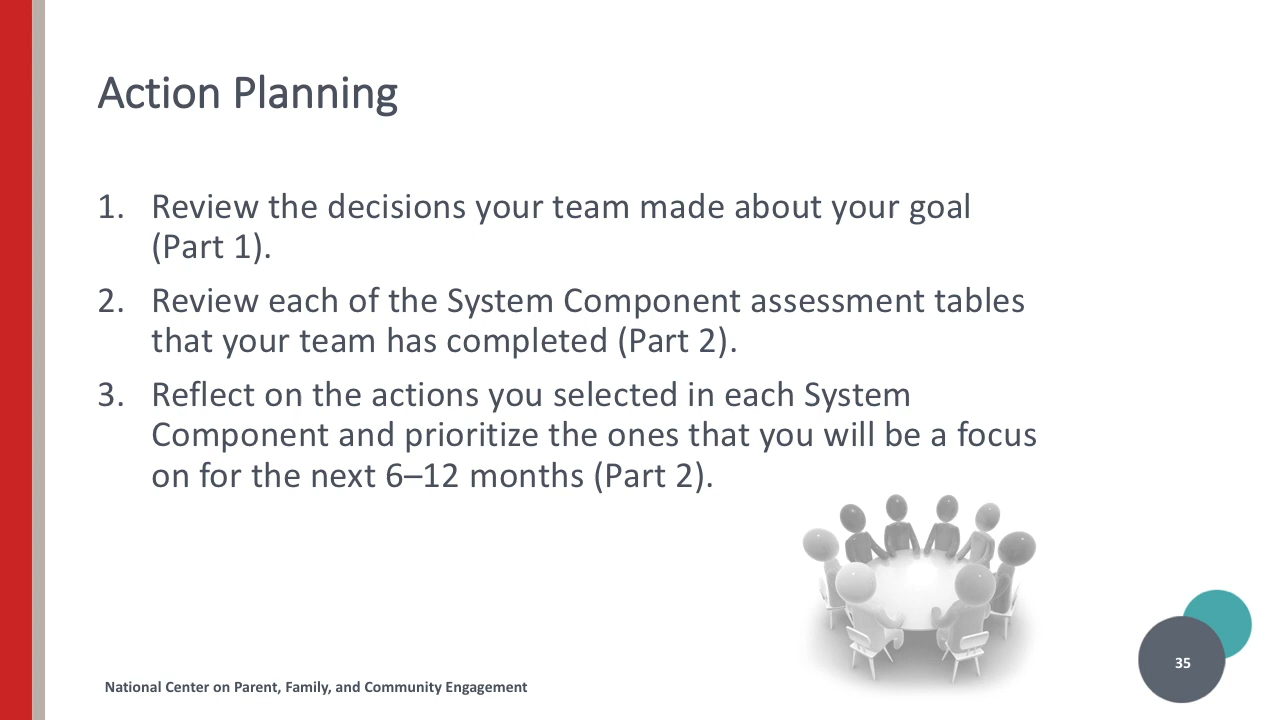 Action Planning
1. Review the decisions your team made about your goal
(Part 1).
2. Review each of the System Component assessment tables
that your team has completed (Part 2).
3. Reflect on the actions you selected in each System
Component and prioritize the ones that you will be a focus
on for the next 6–12 months (Part 2).
National Center on Parent, Family, and Community Engagement
35